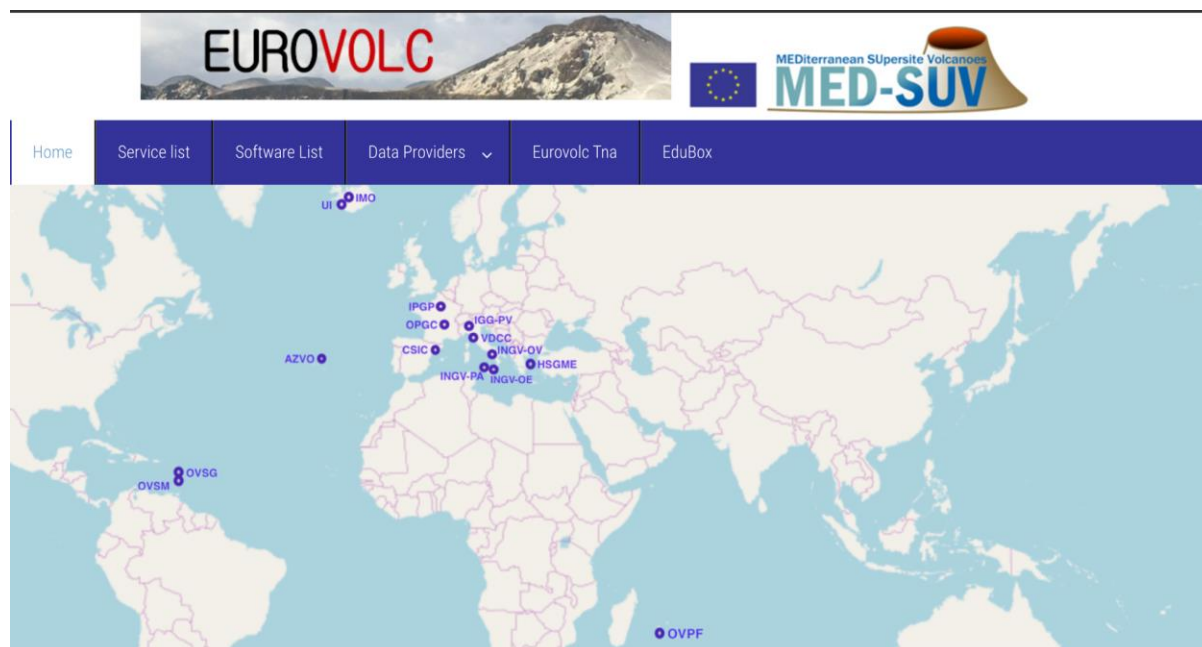 EUROVOLC
MEDiterranean SUpersite Volcanoes
MED-SUV
Home
Service list
Software List
Data Providers
Eurovolc Tna
EduBox
UI
IMO
IPGP
OPGC
IGG-PV
VDCC
CSIC
INGV-OV
AZVO
HSGME
INGV-PA
INGV-OE
OVSG
OVSM
OVPF